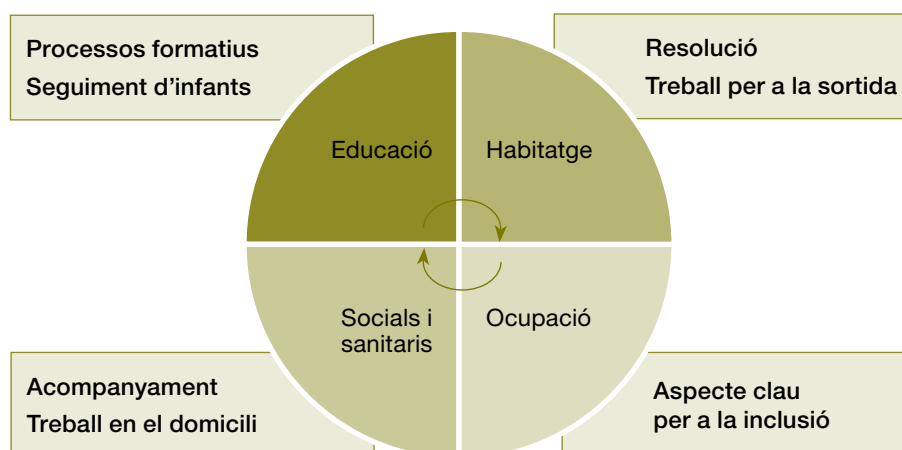 Processos formatius
Seguiment d’infants
Resolució
Treball per a la sortida
Educació
Habitatge
Socials i
sanitaris
Ocupació
Acompanyament
Treball en el domicili
Aspecte clau
per a la inclusió